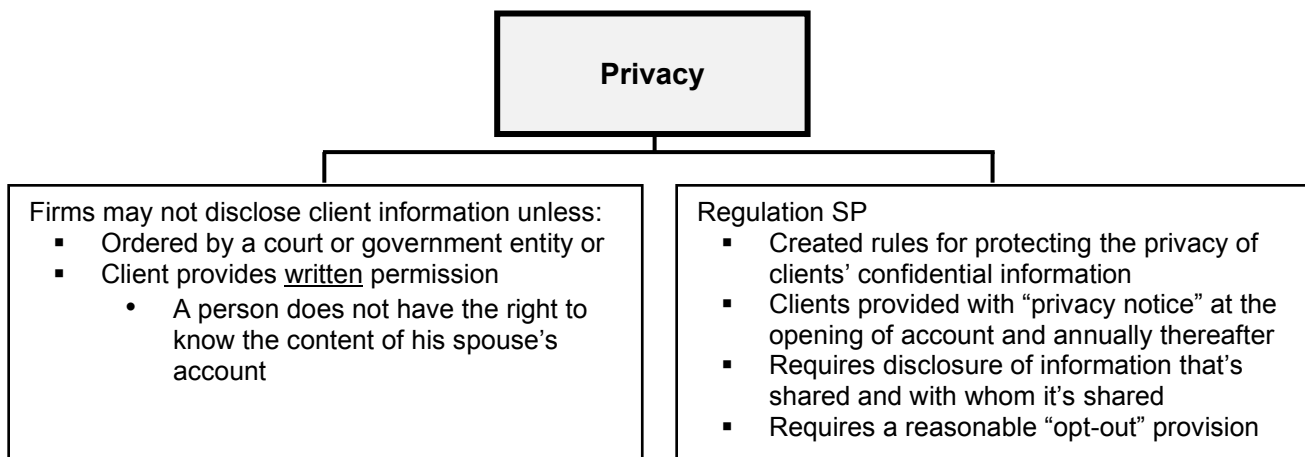 Privacy
Firms may not disclose client information unless:
▪ Ordered by a court or government entity or
▪ Client provides written permission
• A person does not have the right to
know the content of his spouse’s
account
Regulation SP
▪ Created rules for protecting the privacy of
clients’ confidential information
▪ Clients provided with “privacy notice” at the
opening of account and annually thereafter
▪ Requires disclosure of information that’s
shared and with whom it’s shared
▪ Requires a reasonable “opt-out” provision